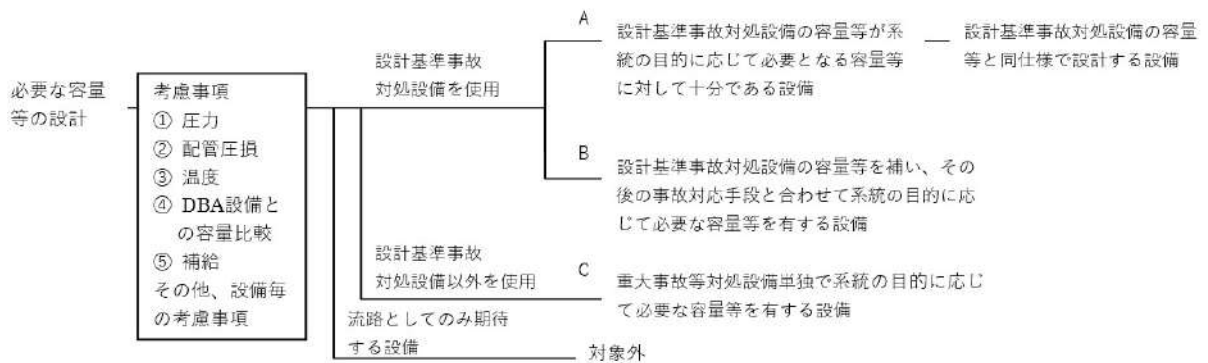 必要な容量
等の設計
考慮事項
① 圧力
② 配管圧損
③ 温度
④ DBA設備と
の容量比較
⑤ 補給
その他、設備毎
の考慮事項
設計基準事故
対処設備を使用
A
設計基準事故対処設備の容量等が系
統の目的に応じて必要となる容量等
に対して十分である設備
設計基準事故対処設備の容量
等と同仕様で設計する設備
B
設計基準事故対処設備の容量等を補い、その
後の事故対応手段と合わせて系統の目的に応
じて必要な容量等を有する設備
設計基準事故
対処設備以外を使用
C
重大事故等対処設備単独で系統の目的に応じ
て必要な容量等を有する設備
流路としてのみ期待
する設備
対象外